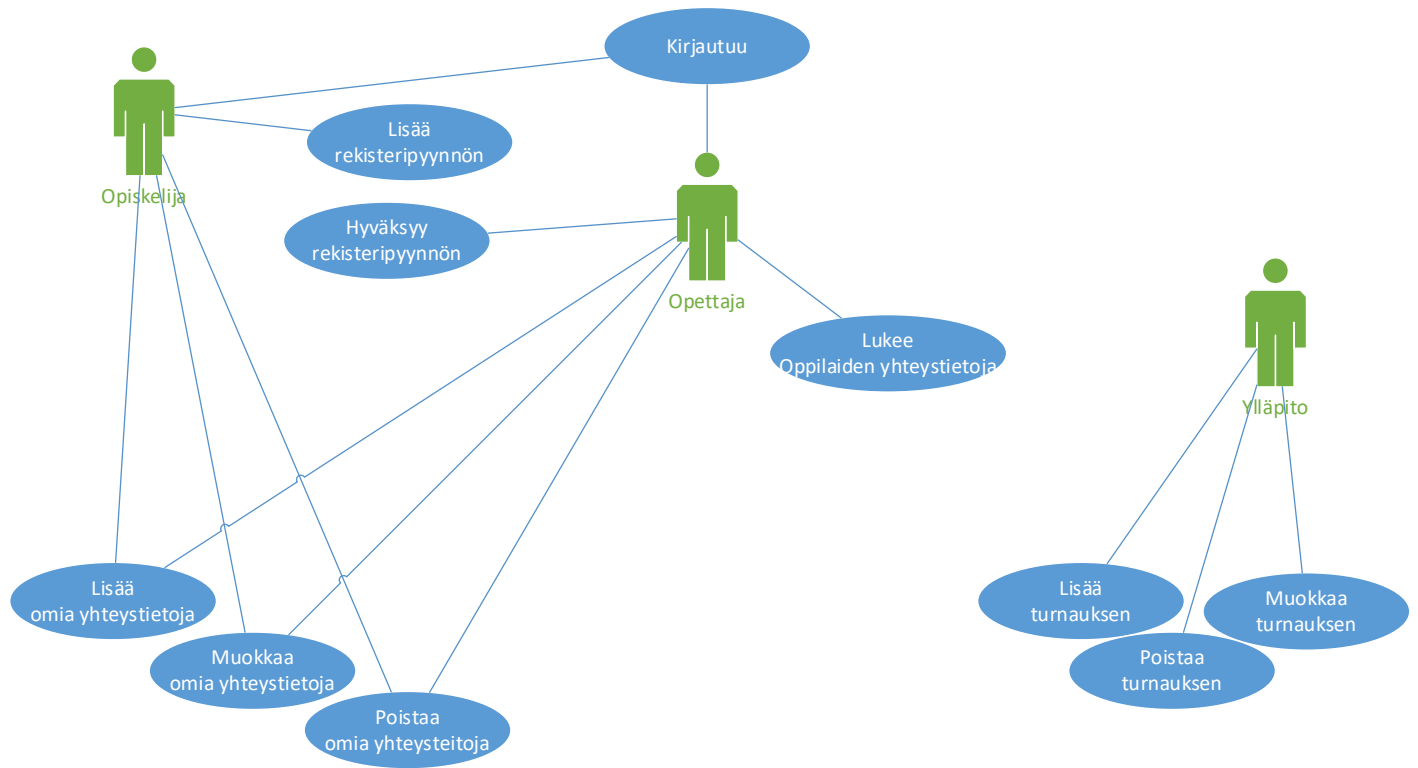 Kirjautuu
Lisää
rekisteripyynnön
Opiskelija
Hyväksyy
rekisteripyynnön
Opettaja
Lukee
Oppilaiden yhteystietoja
Ylläpito
Lisää
omia yhteystietoja
Muokkaa
omia yhteystietoja
Poistaa
omia yhteysteitoja
Lisää
turnauksen
Muokkaa
turnauksen
Poistaa
turnauksen